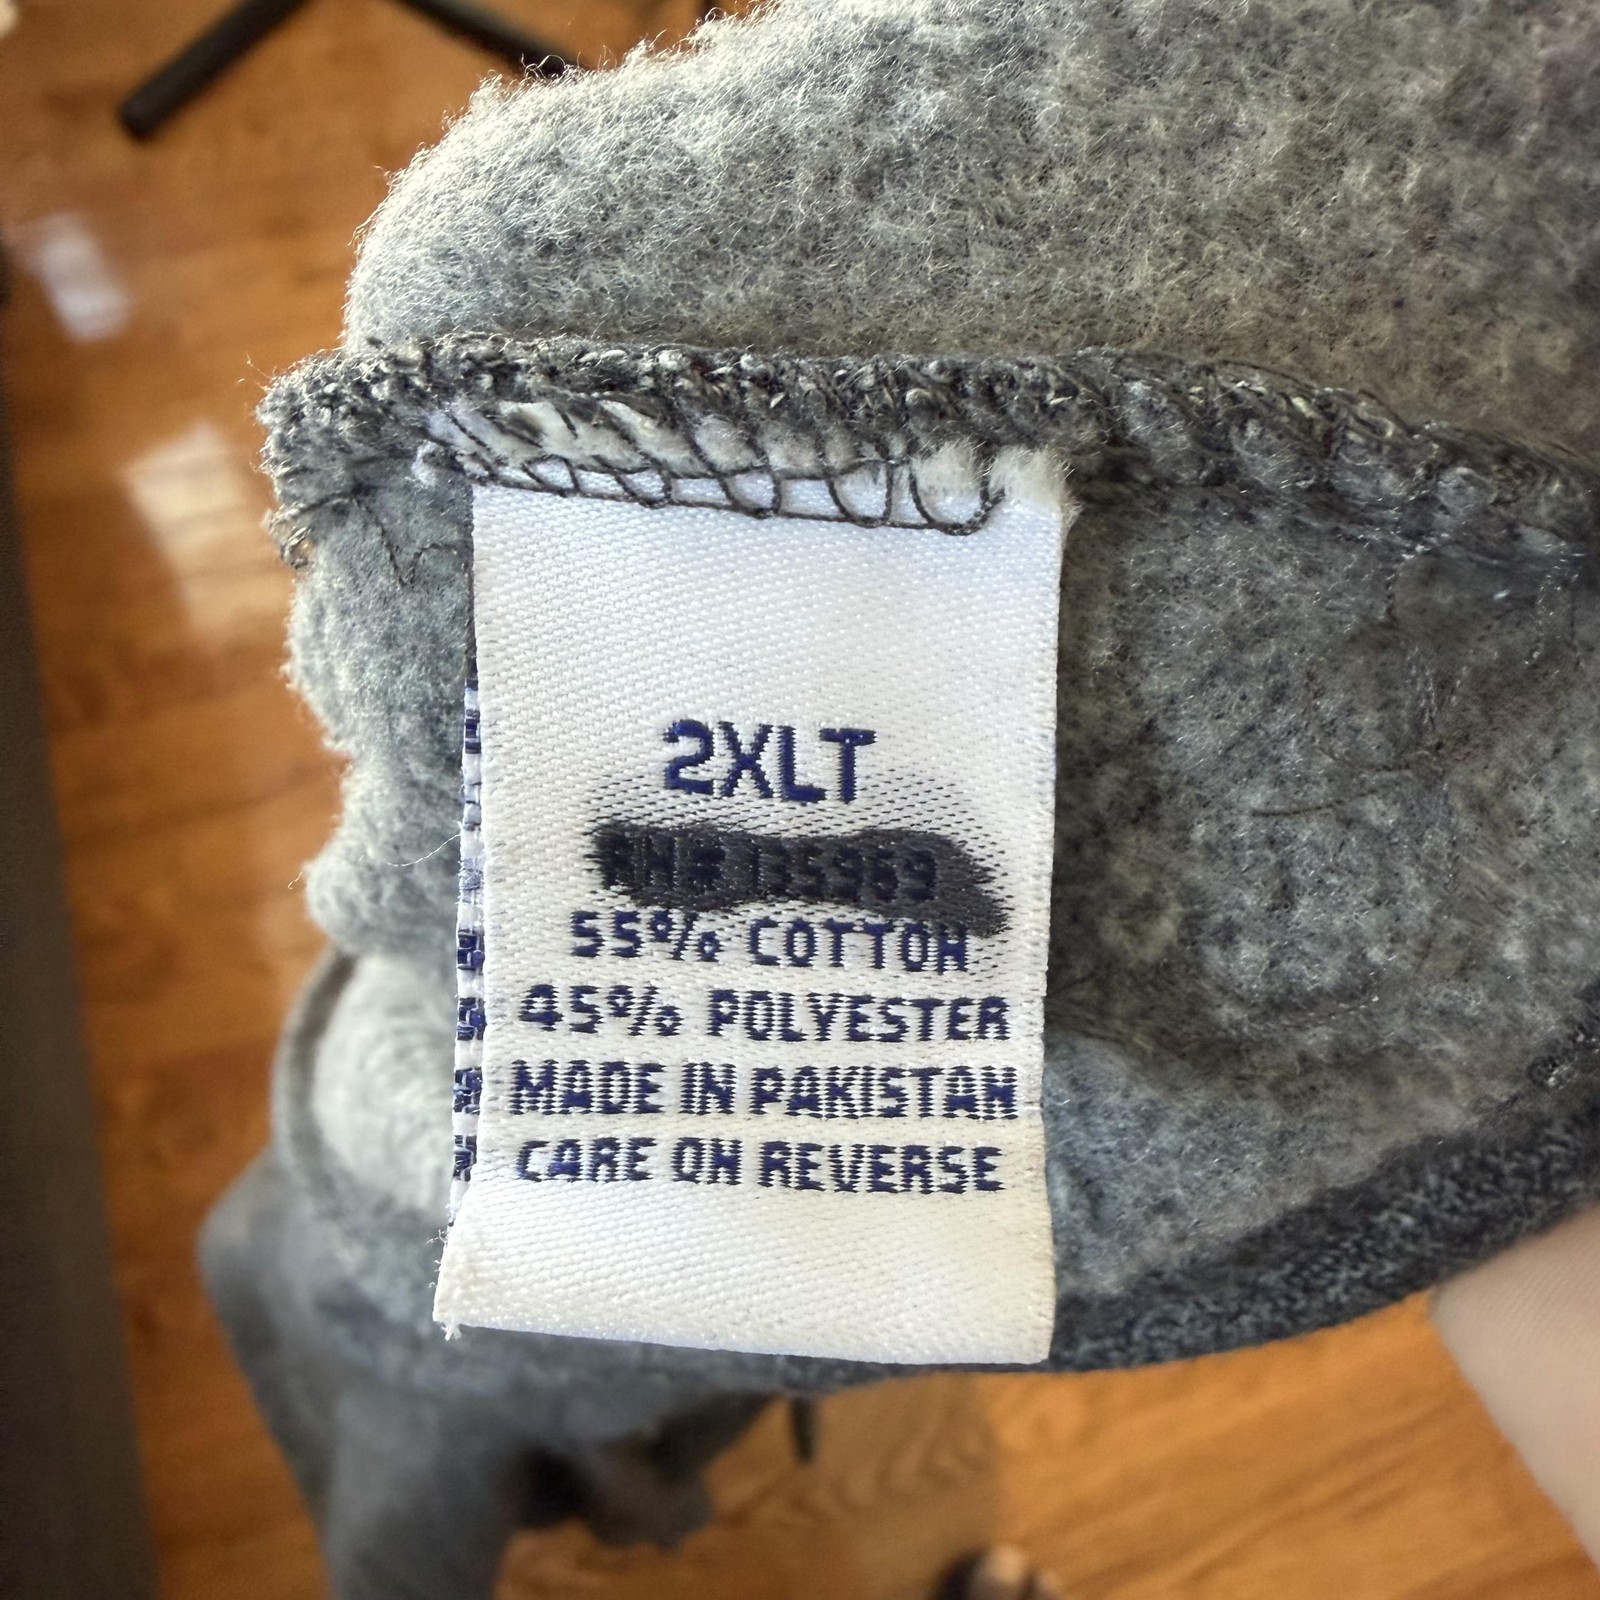 2XLT
55% COTTON
45% POLYESTER
MADE IN PAKISTAN
CARE ON REVERSE